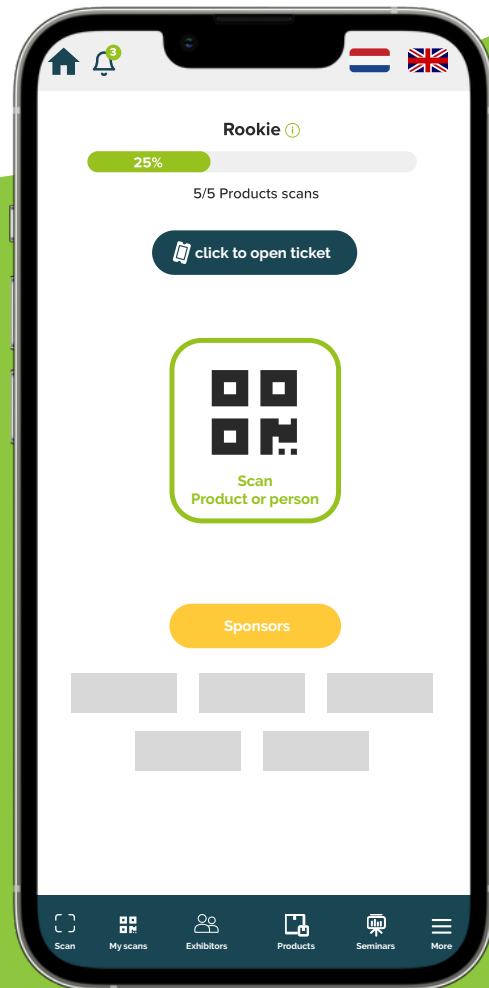 3
Rookie
25%
5/5 Products scans
click to open ticket
Scan
Product or person
Sponsors
Scan
My scans
Exhibitors
Products
Seminars
More